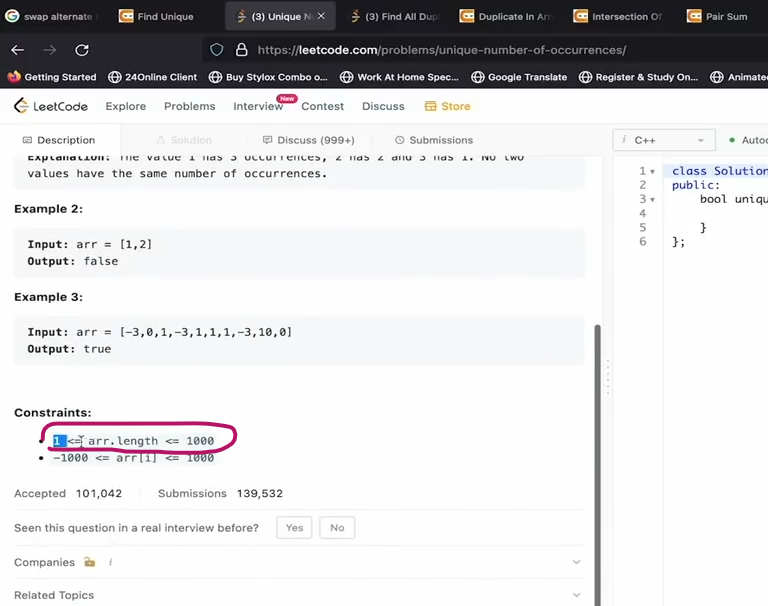 swap alternate
Find Unique
(3) Unique N
(3) Find All Dup
Duplicate In Arr
Intersection Of
Pair Sum
https://leetcode.com/problems/unique-number-of-occurrences/
Getting Started
24Online Client
Buy Stylox Combo o...
Work At Home Spec...
Google Translate
Register & Study On...
Animate
LeetCode
Explore
Problems
Interview
New
Contest
Discuss
Store
Description
Solution
Discuss (999+)
Submissions
i C++
Autoc
Explanation: The value 1 has 3 occurrences, 2 has 2 and 3 has 1. No two
values have the same number of occurrences.
Example 2:
Input: arr = [1,2]
Output: false
Example 3:
Input: arr = [-3,0,1,-3,1,1,1,-3,10,0]
Output: true
Constraints:
• 1 <= arr.length <= 1000
• -1000 <= arr[i] <= 1000
Accepted 101,042 Submissions 139,532
Seen this question in a real interview before? Yes No
Companies i
Related Topics
1 class Solution
2 public:
3 bool uniqu
4
5 }
6 };